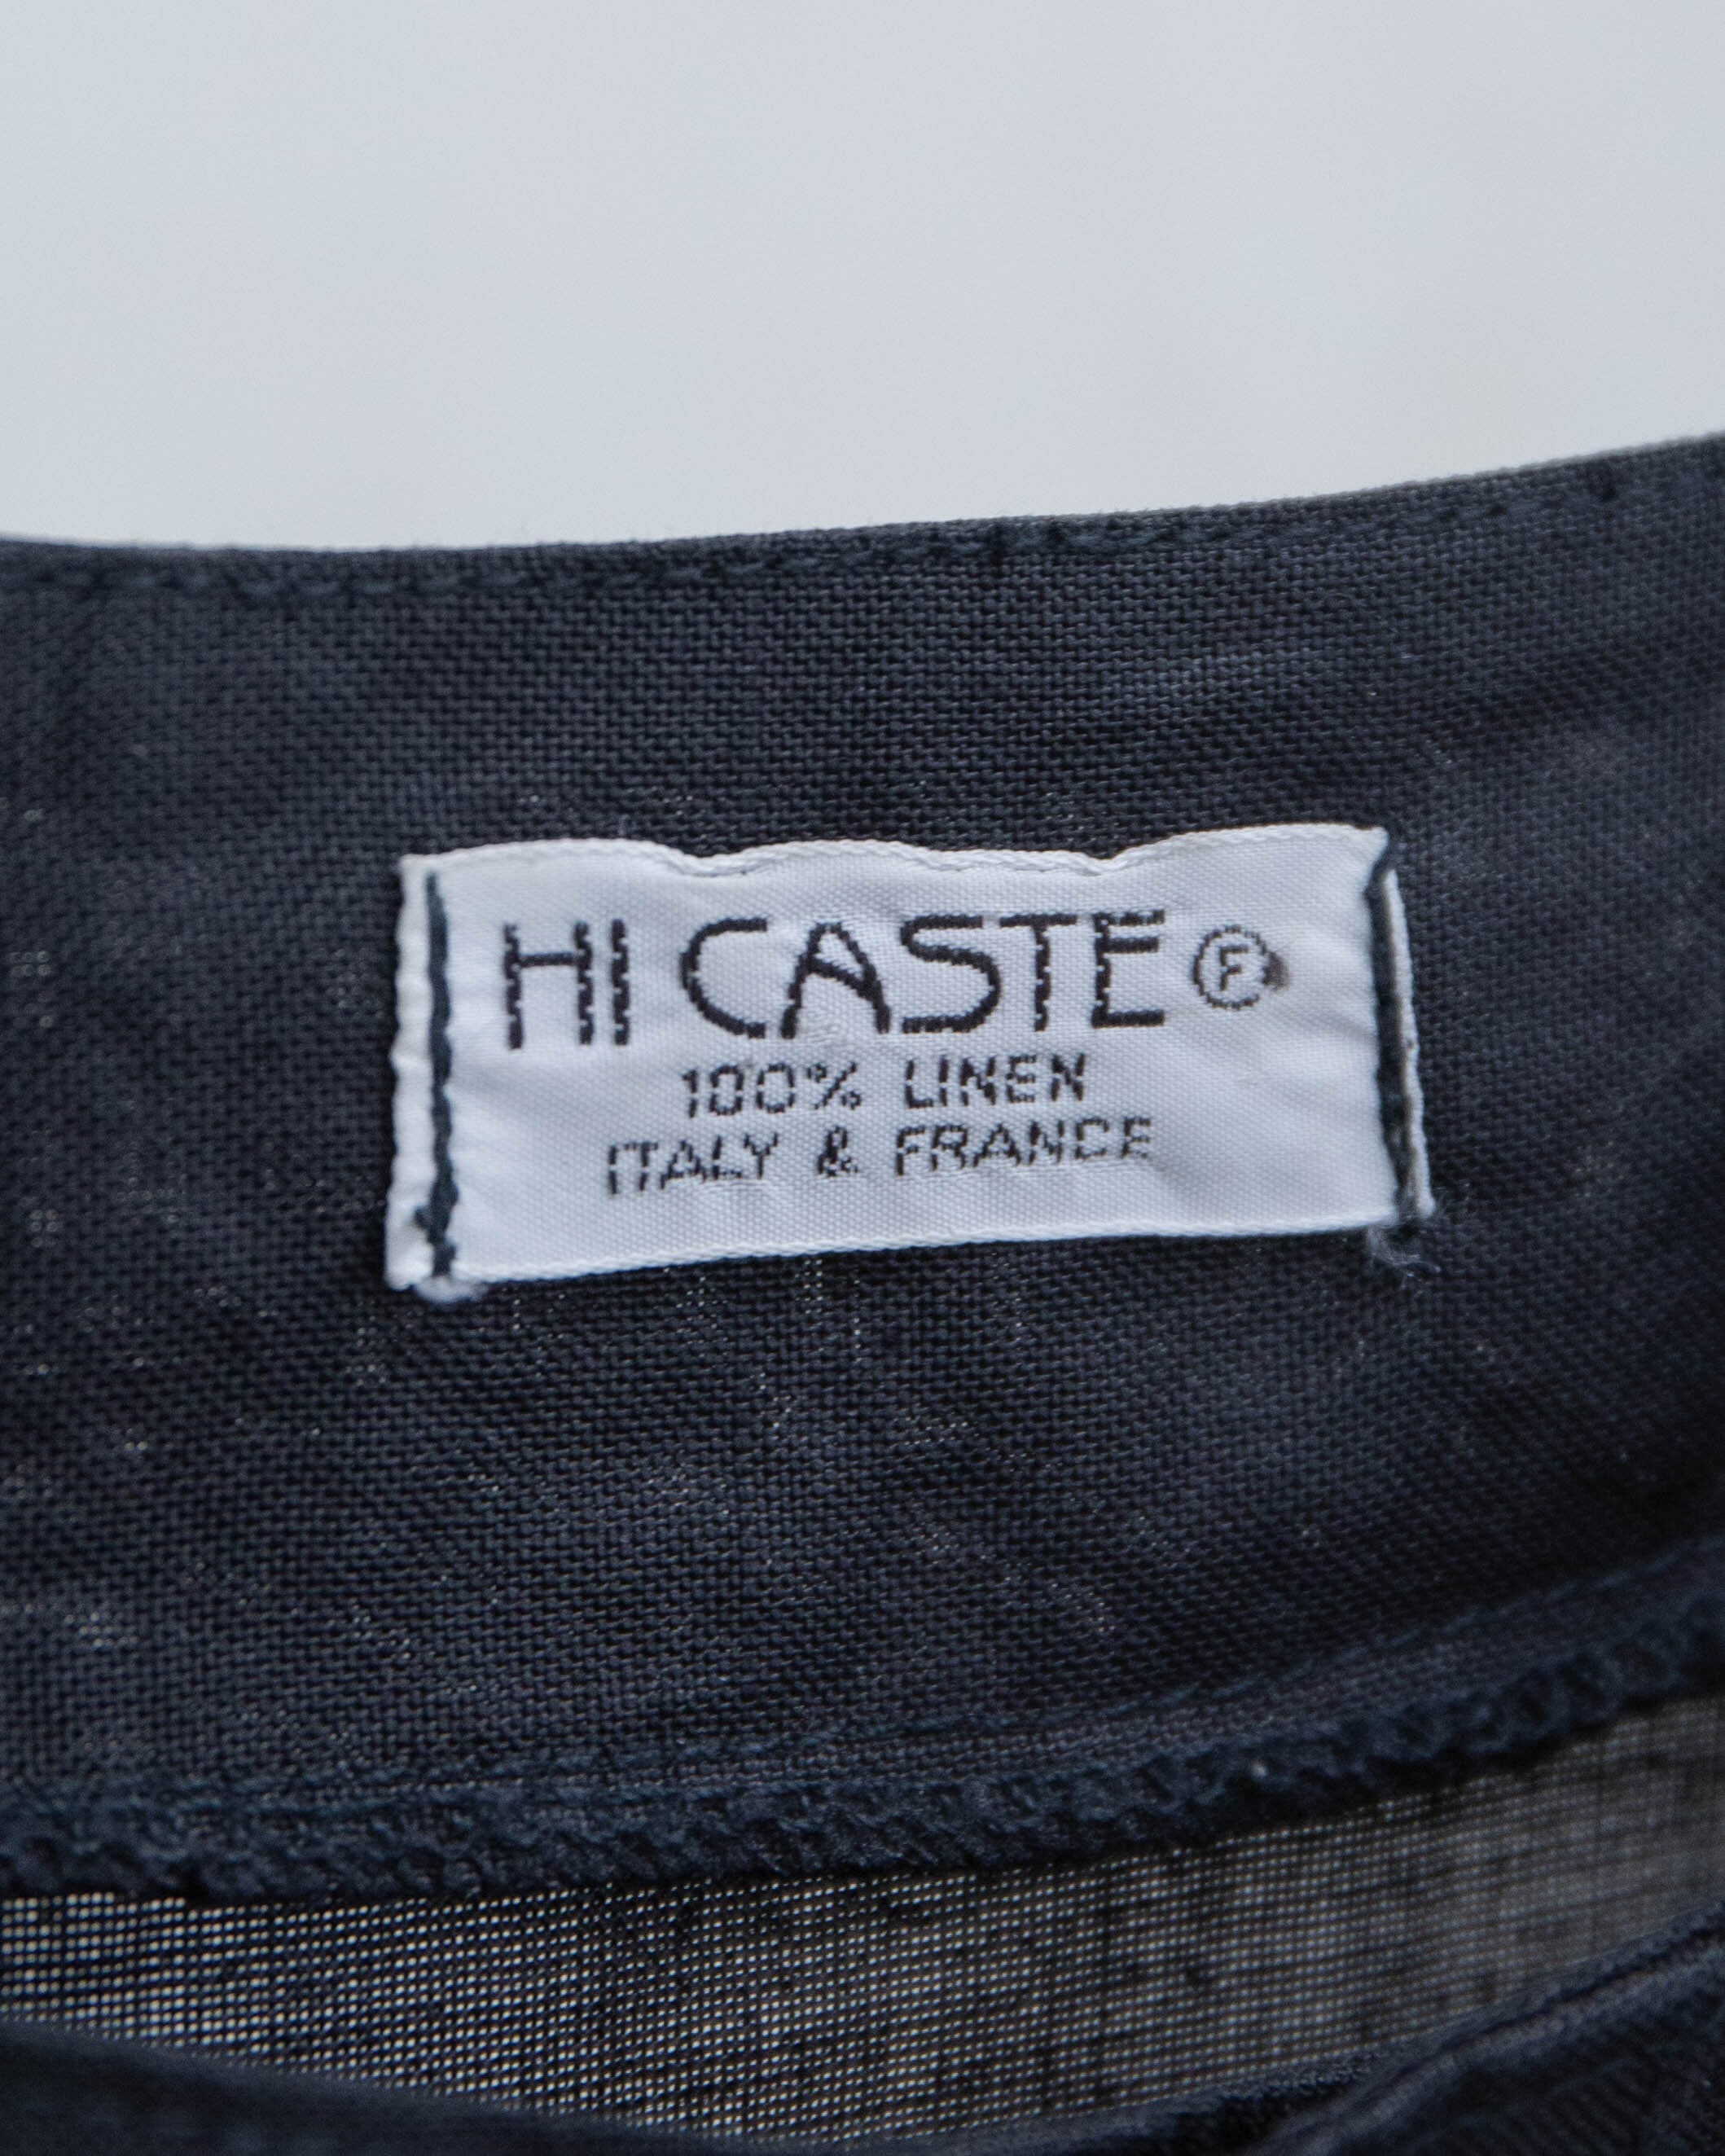 HI CASTE Ⓕ
100% LINEN
ITALY & FRANCE